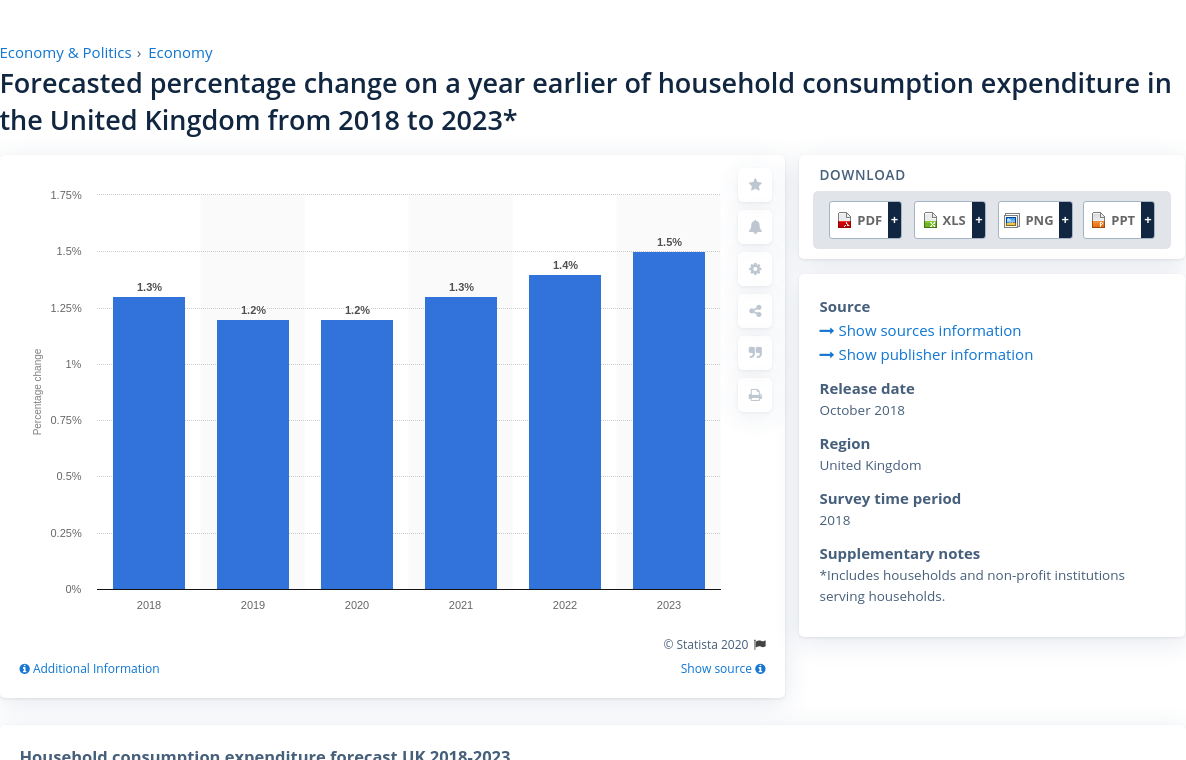 Economy & Politics › Economy
Forecasted percentage change on a year earlier of household consumption expenditure in
the United Kingdom from 2018 to 2023*
1.75%
1.5%
1.25%
1%
0.75%
0.5%
0.25%
0%
Percentage change
1.3%
1.2%
1.2%
1.3%
1.4%
1.5%
2018
2019
2020
2021
2022
2023
© Statista 2020
Additional Information
Show source
DOWNLOAD
PDF + XLS + PNG + PPT +
Source
Show sources information
Show publisher information
Release date
October 2018
Region
United Kingdom
Survey time period
2018
Supplementary notes
*Includes households and non-profit institutions
serving households.
Household consumption expenditure forecast UK 2018-2023